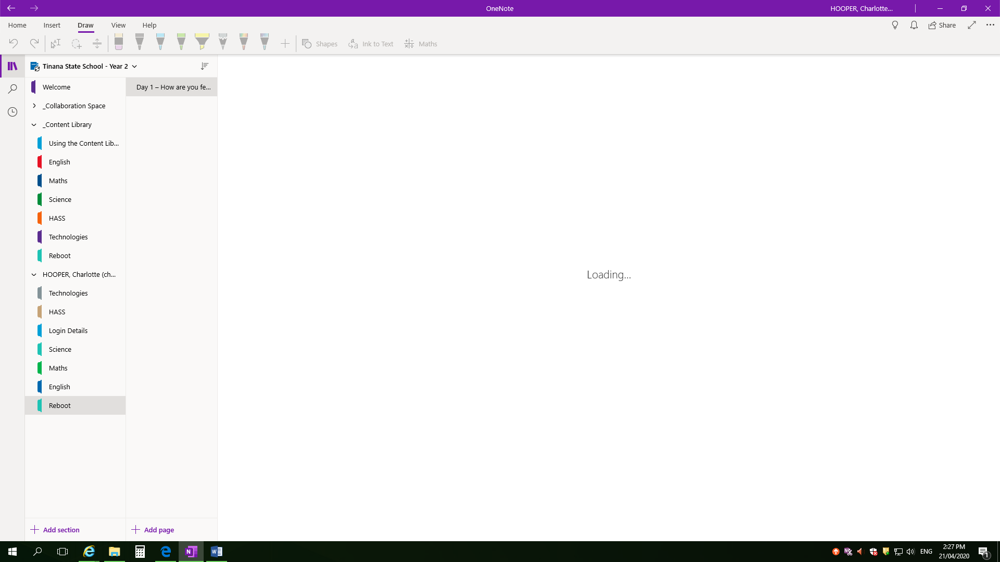 OneNote
HOOPER, Charlotte...
Home Insert Draw View Help
Share
Shapes Ink to Text Maths
Tinana State School - Year 2
Welcome
_Collaboration Space
_Content Library
Using the Content Lib...
English
Maths
Science
HASS
Technologies
Reboot
HOOPER, Charlotte (ch...
Technologies
HASS
Login Details
Science
Maths
English
Reboot
Day 1 – How are you fe...
Loading...
Add section
Add page
ENG
2:27 PM
21/04/2020
1